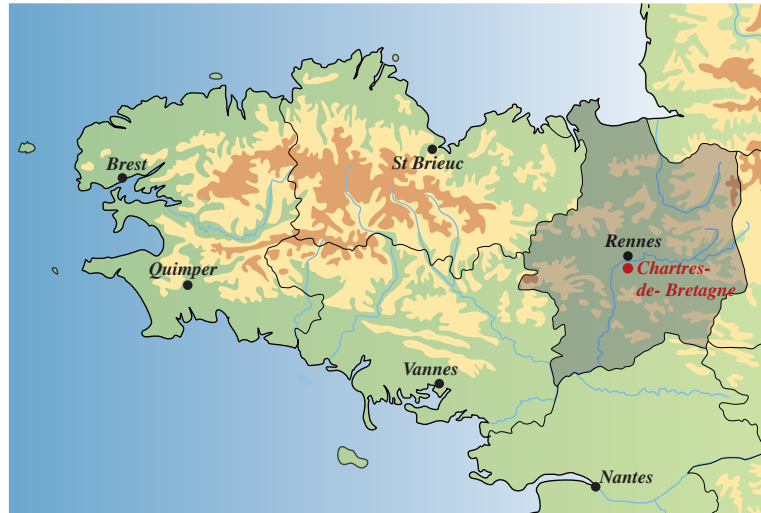 Brest
St Brieuc
Rennes
Chartres-
de- Bretagne
Quimper
Vannes
Nantes